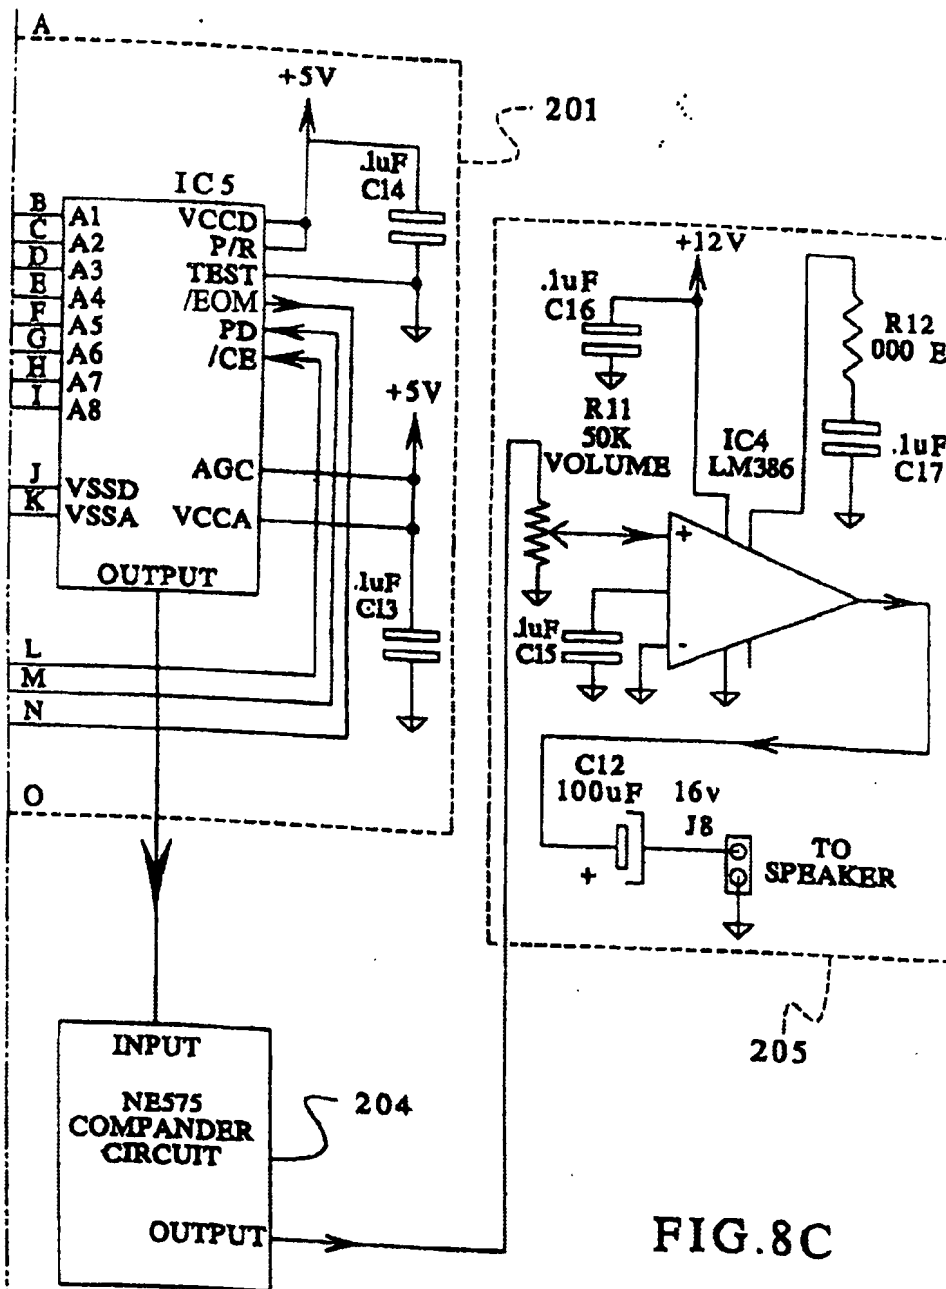 A
+5V
201
.1uF
C14
IC5
B
C
D
E
F
G
H
I
A1
A2
A3
A4
A5
A6
A7
A8
VCCD
P/R
TEST
/EOM
PD
/CE
+5V
J
K
VSSD
VSSA
AGC
VCCA
OUTPUT
.1uF
C13
L
M
N
O
+12V
.1uF
C16
R12
000 E
R11
50K
VOLUME
IC4
LM386
.1uF
C17
+
-
.1uF
C15
C12
100uF
16v
J8
+
TO
SPEAKER
205
INPUT
NE575
COMPANDER
CIRCUIT
204
OUTPUT
FIG.8C